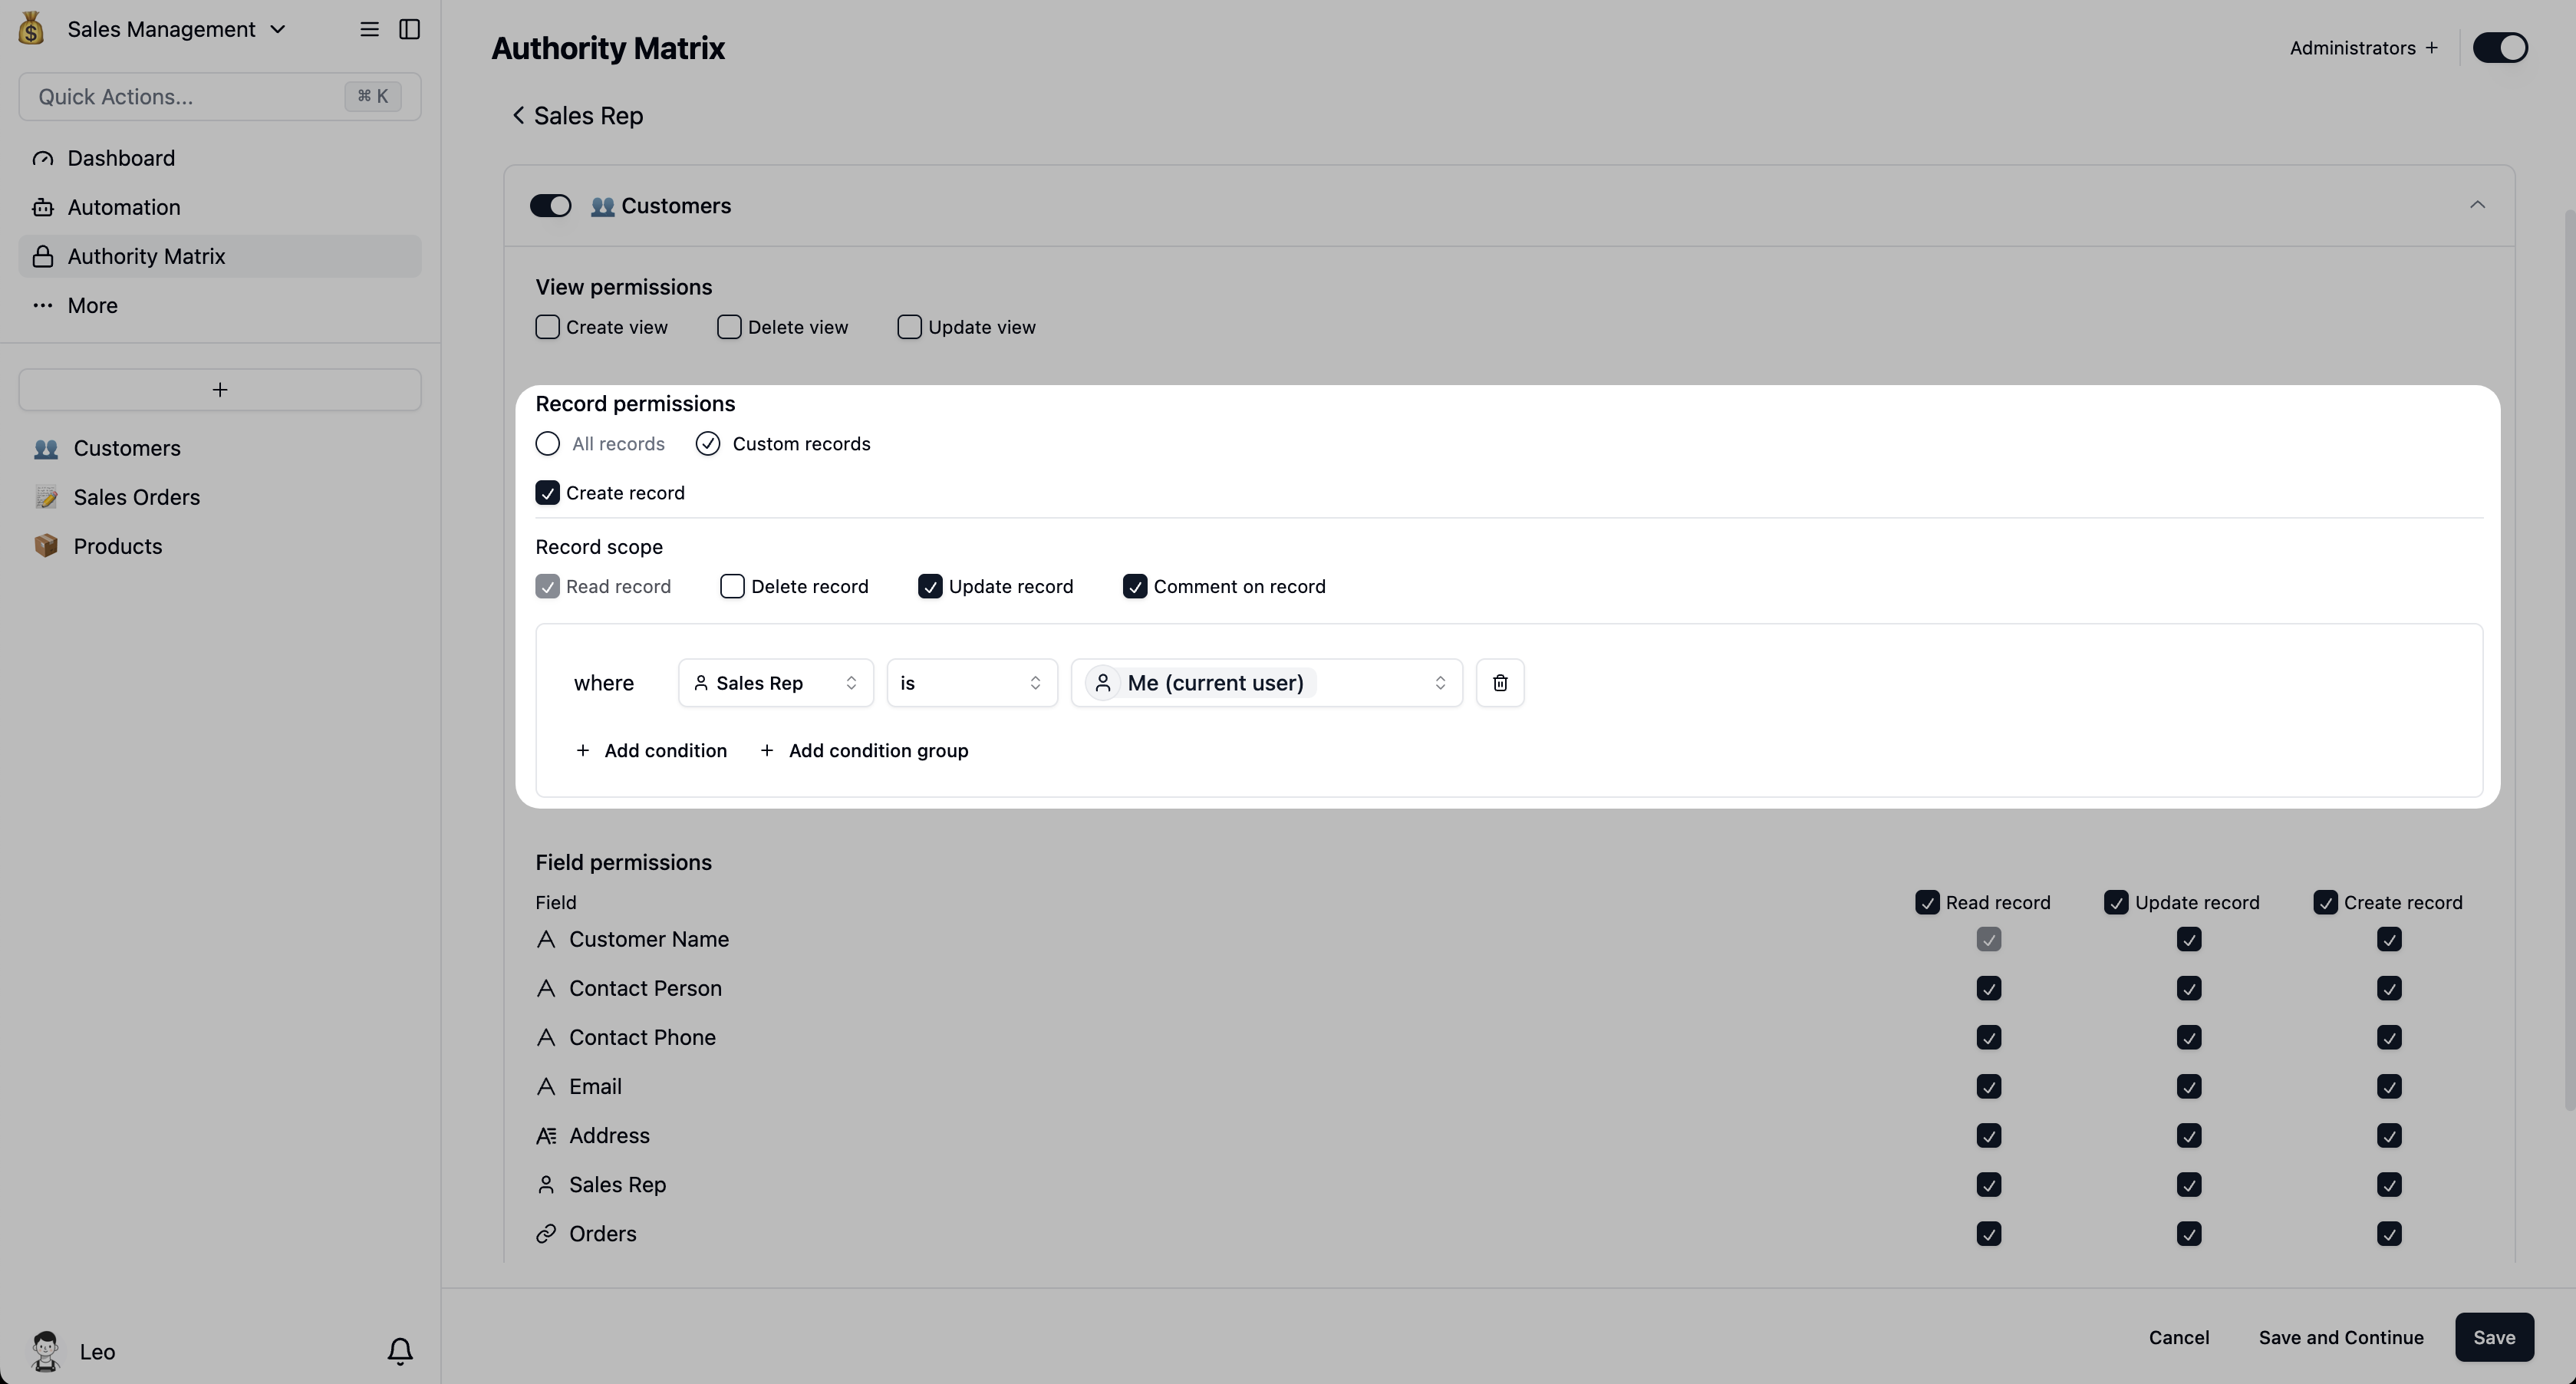 Sales Management
Quick Actions...
⌘ K
Dashboard
Automation
Authority Matrix
More
Customers
Sales Orders
Products
Leo
Authority Matrix
Administrators +
Sales Rep
Customers
View permissions
Create view Delete view Update view
Record permissions
All records Custom records
Create record
Record scope
Read record Delete record Update record Comment on record
where Sales Rep is Me (current user)
+ Add condition + Add condition group
Field permissions
Field Read record Update record Create record
Customer Name
Contact Person
Contact Phone
Email
Address
Sales Rep
Orders
Cancel Save and Continue Save